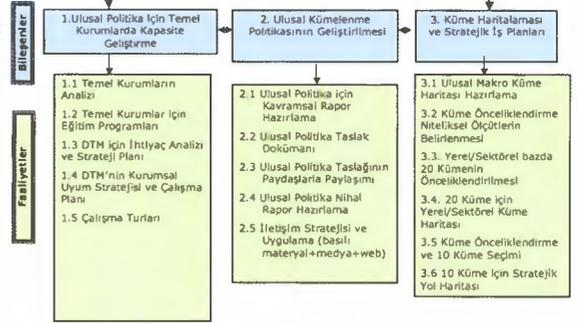 Bileşenler
1.Ulusal Politika İçin Temel
Kurumlarda Kapasite
Geliştirme
2. Ulusal Kümelenme
Politikasının Geliştirilmesi
3. Küme Haritalaması
ve Stratejik İş Planları
Faaliyetler
1.1 Temel Kurumların
Analizi
1.2 Temel Kurumlar İçin
Eğitim Programları
1.3 DTM için İhtiyaç Analizi
ve Strateji Planı
1.4 DTM'nin Kurumsal
Uyum Stratejisi ve Çalışma
Planı
1.5 Çalışma Turları
2.1 Ulusal Politika için
Kavramsal Rapor
Hazırlama
2.2 Ulusal Politika Taslak
Dokümanı
2.3 Ulusal Politika Taslağının
Paydaşlarla Paylaşımı
2.4 Ulusal Politika Nihai
Rapor Hazırlama
2.5 İletişim Stratejisi ve
Uygulama (basılı
materyal+medya+web)
3.1 Ulusal Makro Küme
Haritası Hazırlama
3.2 Küme Önceliklendirme
Niteliksel Ölçütlerin
Belirlenmesi
3.3. Yerel/Sektörel bazda
20 Kümenin
Önceliklendirilmesi
3.4. 20 Küme için
Yerel/Sektörel Küme
Haritası
3.5 Küme Önceliklendirme
ve 10 Küme Seçimi
3.6 10 Küme İçin Stratejik
Yol Haritası